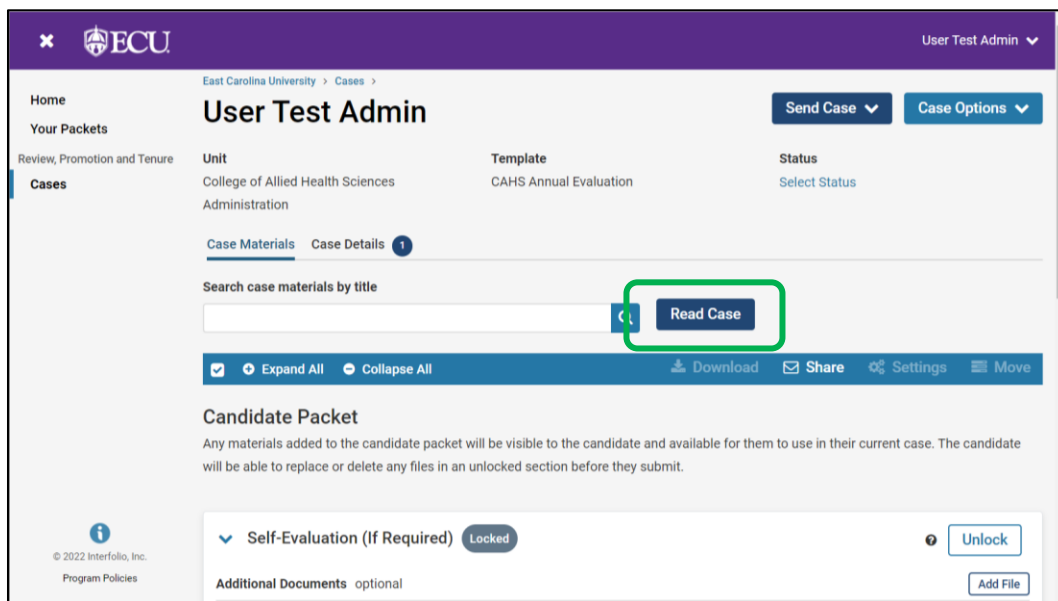 ECU
User Test Admin
Home
Your Packets
Review, Promotion and Tenure
Cases
© 2022 Interfolio, Inc.
Program Policies
East Carolina University > Cases >
User Test Admin
Send Case
Case Options
Unit
College of Allied Health Sciences
Administration
Template
CAHS Annual Evaluation
Status
Select Status
Case Materials Case Details 1
Search case materials by title
Read Case
Expand All Collapse All Download Share Settings Move
Candidate Packet
Any materials added to the candidate packet will be visible to the candidate and available for them to use in their current case. The candidate
will be able to replace or delete any files in an unlocked section before they submit.
Self-Evaluation (If Required) Locked Unlock
Additional Documents optional Add File